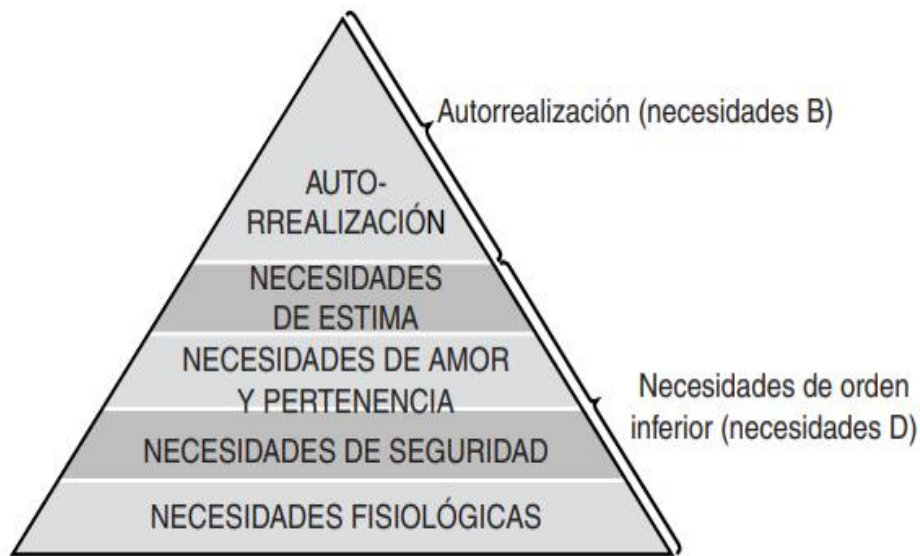 Autorrealización (necesidades B)
AUTO-
RREALIZACIÓN
NECESIDADES
DE ESTIMA
NECESIDADES DE AMOR
Y PERTENENCIA
Necesidades de orden
inferior (necesidades D)
NECESIDADES DE SEGURIDAD
NECESIDADES FISIOLÓGICAS